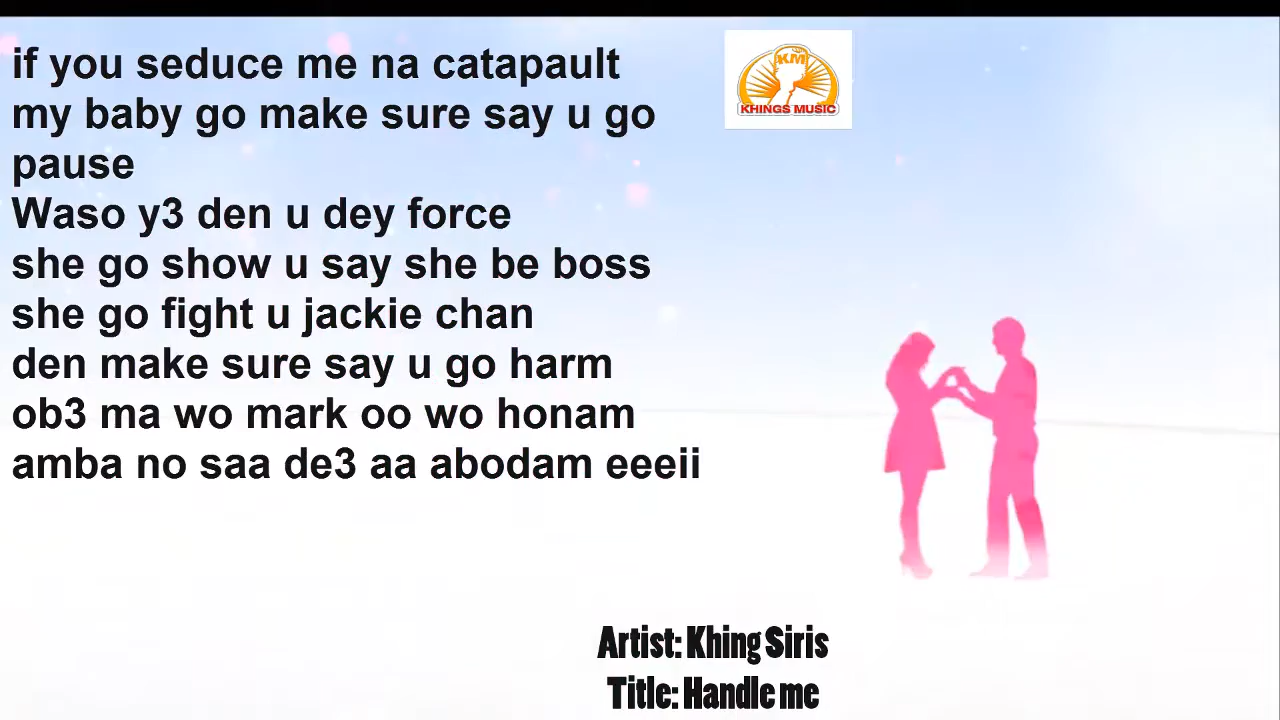 if you seduce me na catapault
my baby go make sure say u go
pause
Waso y3 den u dey force
she go show u say she be boss
she go fight u jackie chan
den make sure say u go harm
ob3 ma wo mark oo wo honam
amba no saa de3 aa abodam eeeii
KM
KHINGS MUSIC
Artist: Khing Siris
Title: Handle me